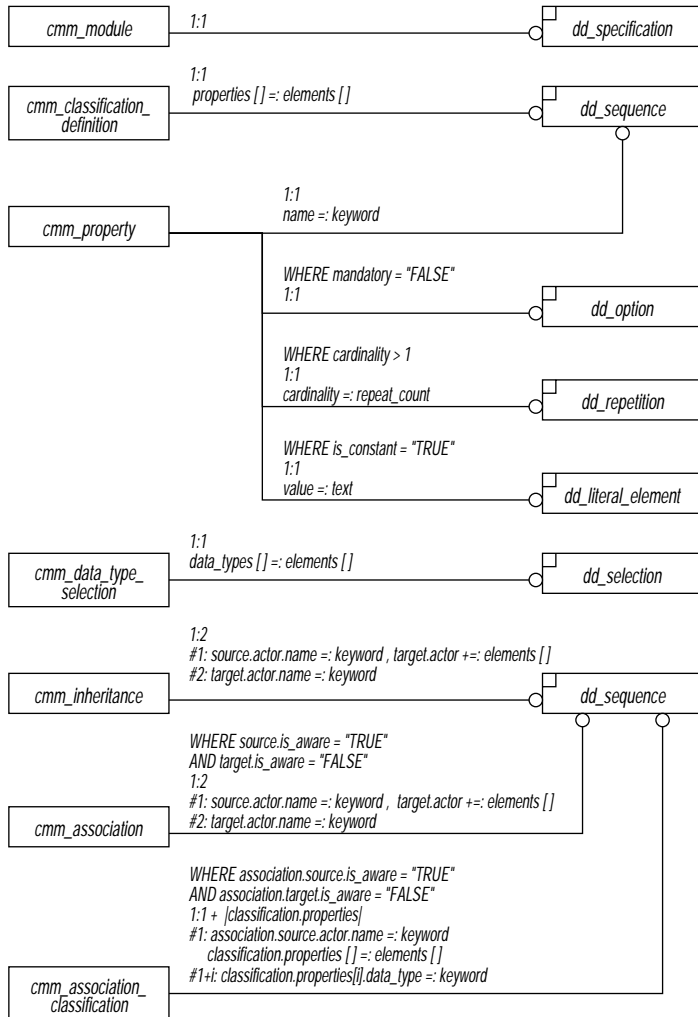 cmm_module
1:1
dd_specification
1:1
properties [ ] =: elements [ ]
cmm_classification_
definition
dd_sequence
1:1
name =: keyword
cmm_property
WHERE mandatory = "FALSE"
1:1
dd_option
WHERE cardinality > 1
1:1
cardinality =: repeat_count
dd_repetition
WHERE is_constant = "TRUE"
1:1
value =: text
dd_literal_element
1:1
data_types [ ] =: elements [ ]
cmm_data_type_
selection
dd_selection
1:2
#1: source.actor.name =: keyword , target.actor +=: elements [ ]
#2: target.actor.name =: keyword
cmm_inheritance
dd_sequence
WHERE source.is_aware = "TRUE"
AND target.is_aware = "FALSE"
1:2
#1: source.actor.name =: keyword , target.actor +=: elements [ ]
#2: target.actor.name =: keyword
cmm_association
WHERE association.source.is_aware = "TRUE"
AND association.target.is_aware = "FALSE"
1:1 + |classification.properties|
#1: association.source.actor.name =: keyword
classification.properties [ ] =: elements [ ]
#1+i: classification.properties[i].data_type =: keyword
cmm_association_
classification